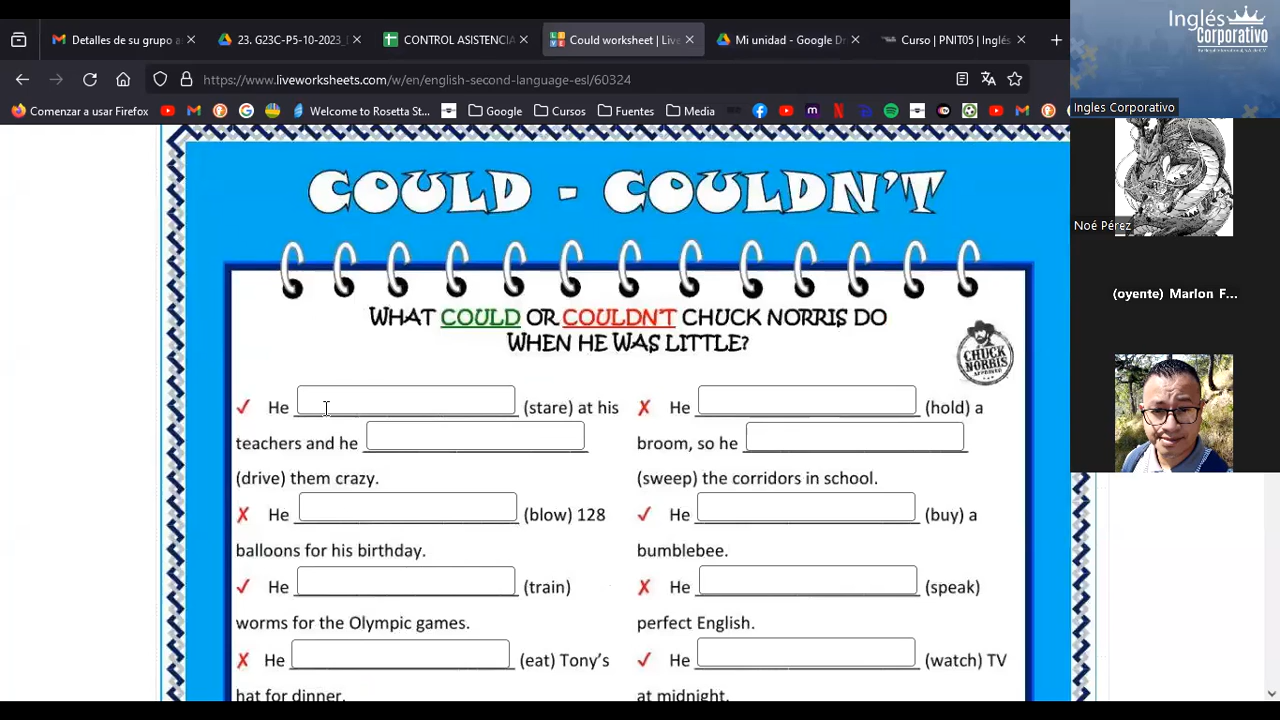 Detalles de su grupo a
23. G23C-P5-10-2023_I
CONTROL ASISTENCIA
Could worksheet | Live
Mi unidad - Google Dr
Curso | PNIT05 | Inglés
https://www.liveworksheets.com/w/en/english-second-language-esl/60324
Comenzar a usar Firefox
Welcome to Rosetta St...
Google
Cursos
Fuentes
Media
Inglés
Corporativo
Ingles Corporativo
Noé Pérez
(oyente) Marlon F...
COULD - COULDN'T
WHAT COULD OR COULDN'T CHUCK NORRIS DO
WHEN HE WAS LITTLE?
CHUCK
NORRIS
APPROVED
✓ He (stare) at his
teachers and he
(drive) them crazy.
✗ He (blow) 128
balloons for his birthday.
✓ He (train)
worms for the Olympic games.
✗ He (eat) Tony's
hat for dinner.
✗ He (hold) a
broom, so he
(sweep) the corridors in school.
✓ He (buy) a
bumblebee.
✗ He (speak)
perfect English.
✓ He (watch) TV
at midnight.